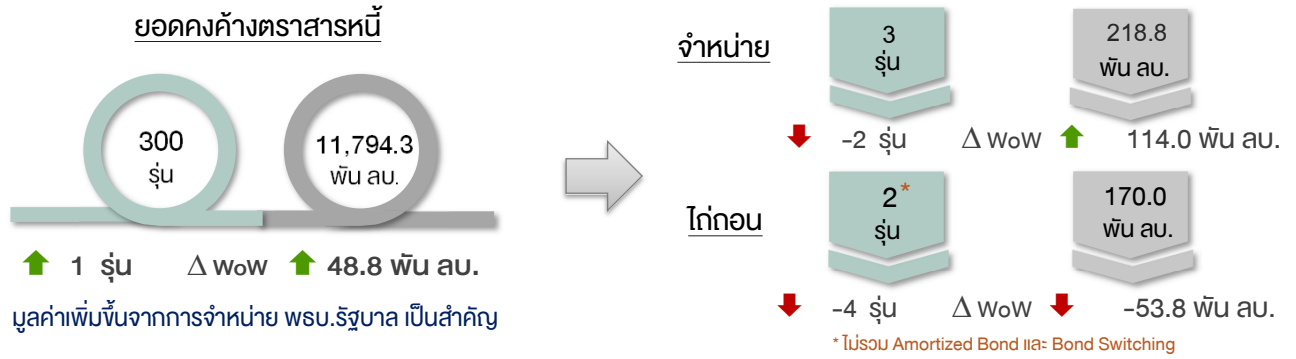 ยอดคงค้างตราสารหนี้
300
รุ่น
11,794.3
พัน ลบ.
1 รุ่น Δ WoW 48.8 พัน ลบ.
มูลค่าเพิ่มขึ้นจากการจำหน่าย พธบ.รัฐบาล เป็นสำคัญ
จำหน่าย
3
รุ่น
218.8
พัน ลบ.
-2 รุ่น Δ WoW 114.0 พัน ลบ.
ไถ่ถอน
2*
รุ่น
170.0
พัน ลบ.
-4 รุ่น Δ WoW -53.8 พัน ลบ.
* ไม่รวม Amortized Bond และ Bond Switching